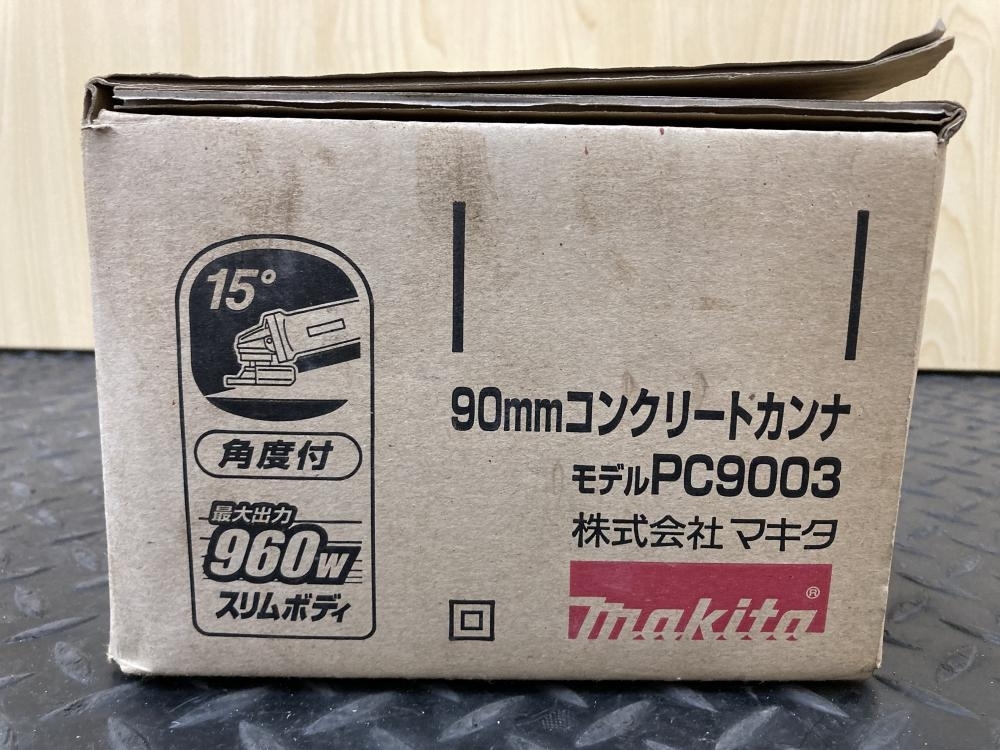 15°
角度付
最大出力
960W
スリムボディ
90mmコンクリートカンナ
モデルPC9003
株式会社マキタ
makita®